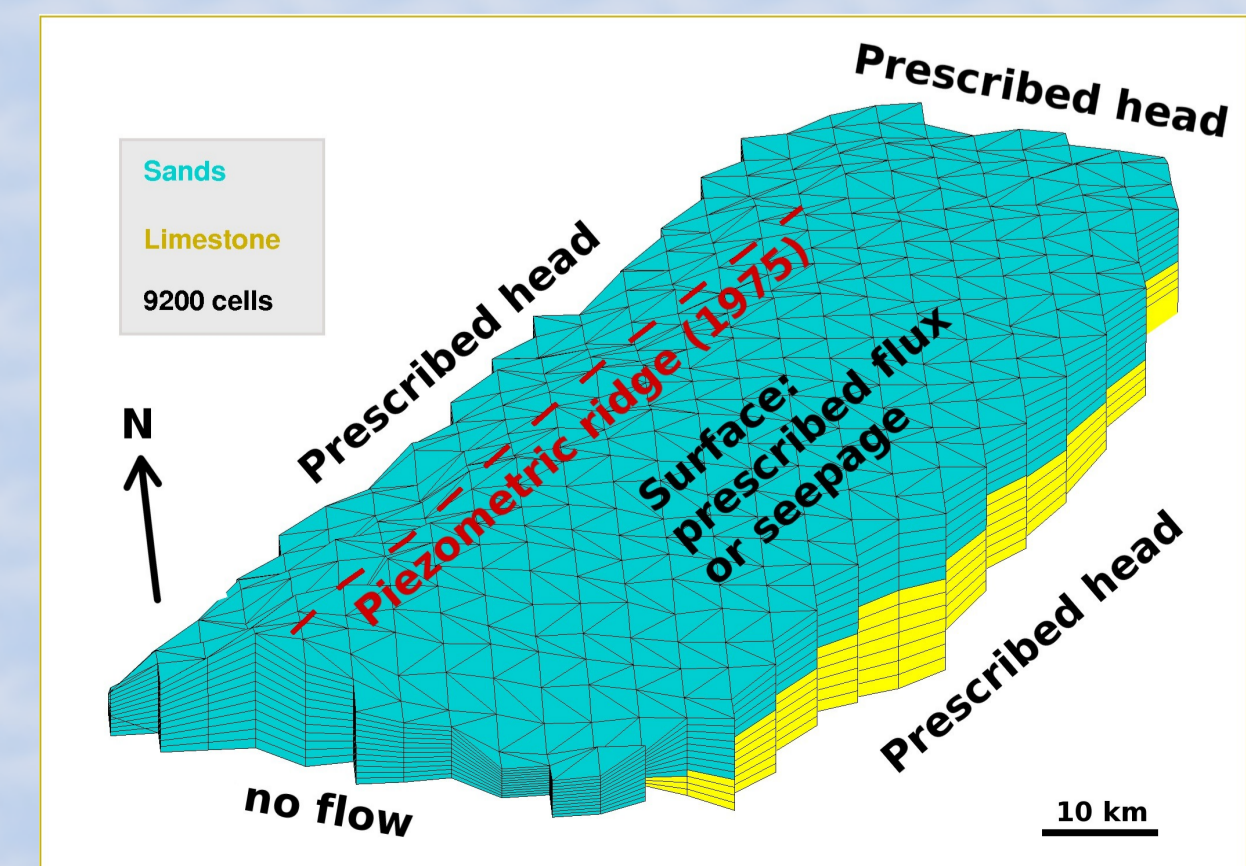 Prescribed head
Sands
Limestone
9200 cells
Prescribed head
Piezometric ridge (1975)
Surface:
prescribed flux
or seepage
N
Prescribed head
no flow
10 km